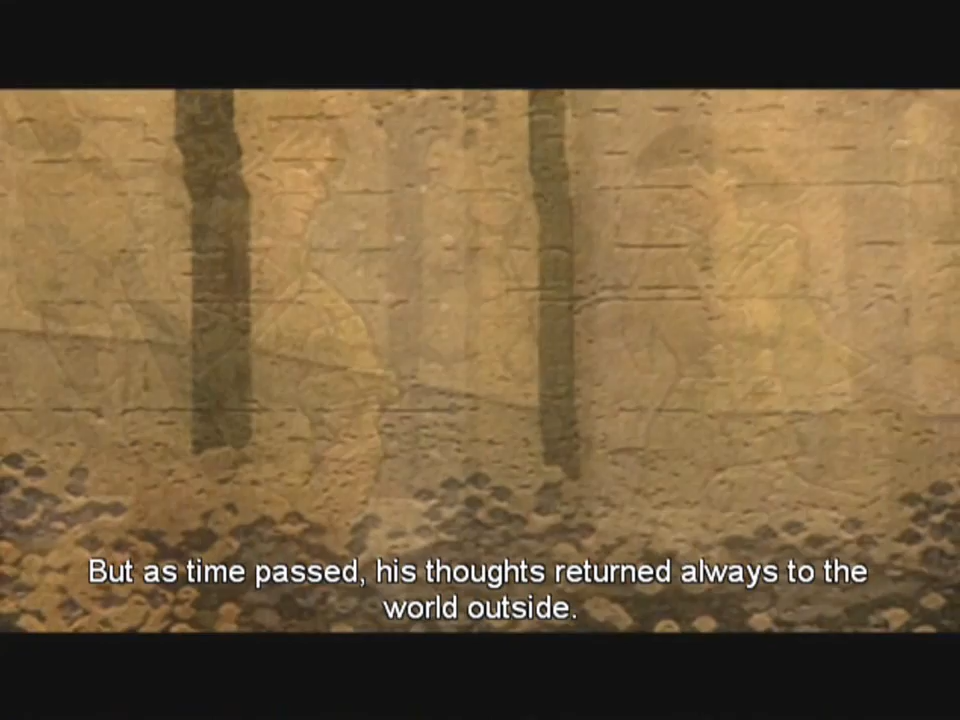 But as time passed, his thoughts returned always to the
world outside.